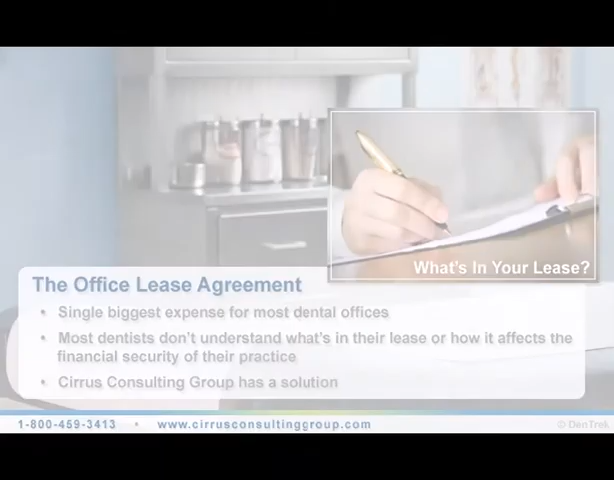 What's In Your Lease?
The Office Lease Agreement
• Single biggest expense for most dental offices
• Most dentists don't understand what's in their lease or how it affects the
financial security of their practice
• Cirrus Consulting Group has a solution
1-800-459-3413 • www.cirrusconsultinggroup.com
© DenTrek